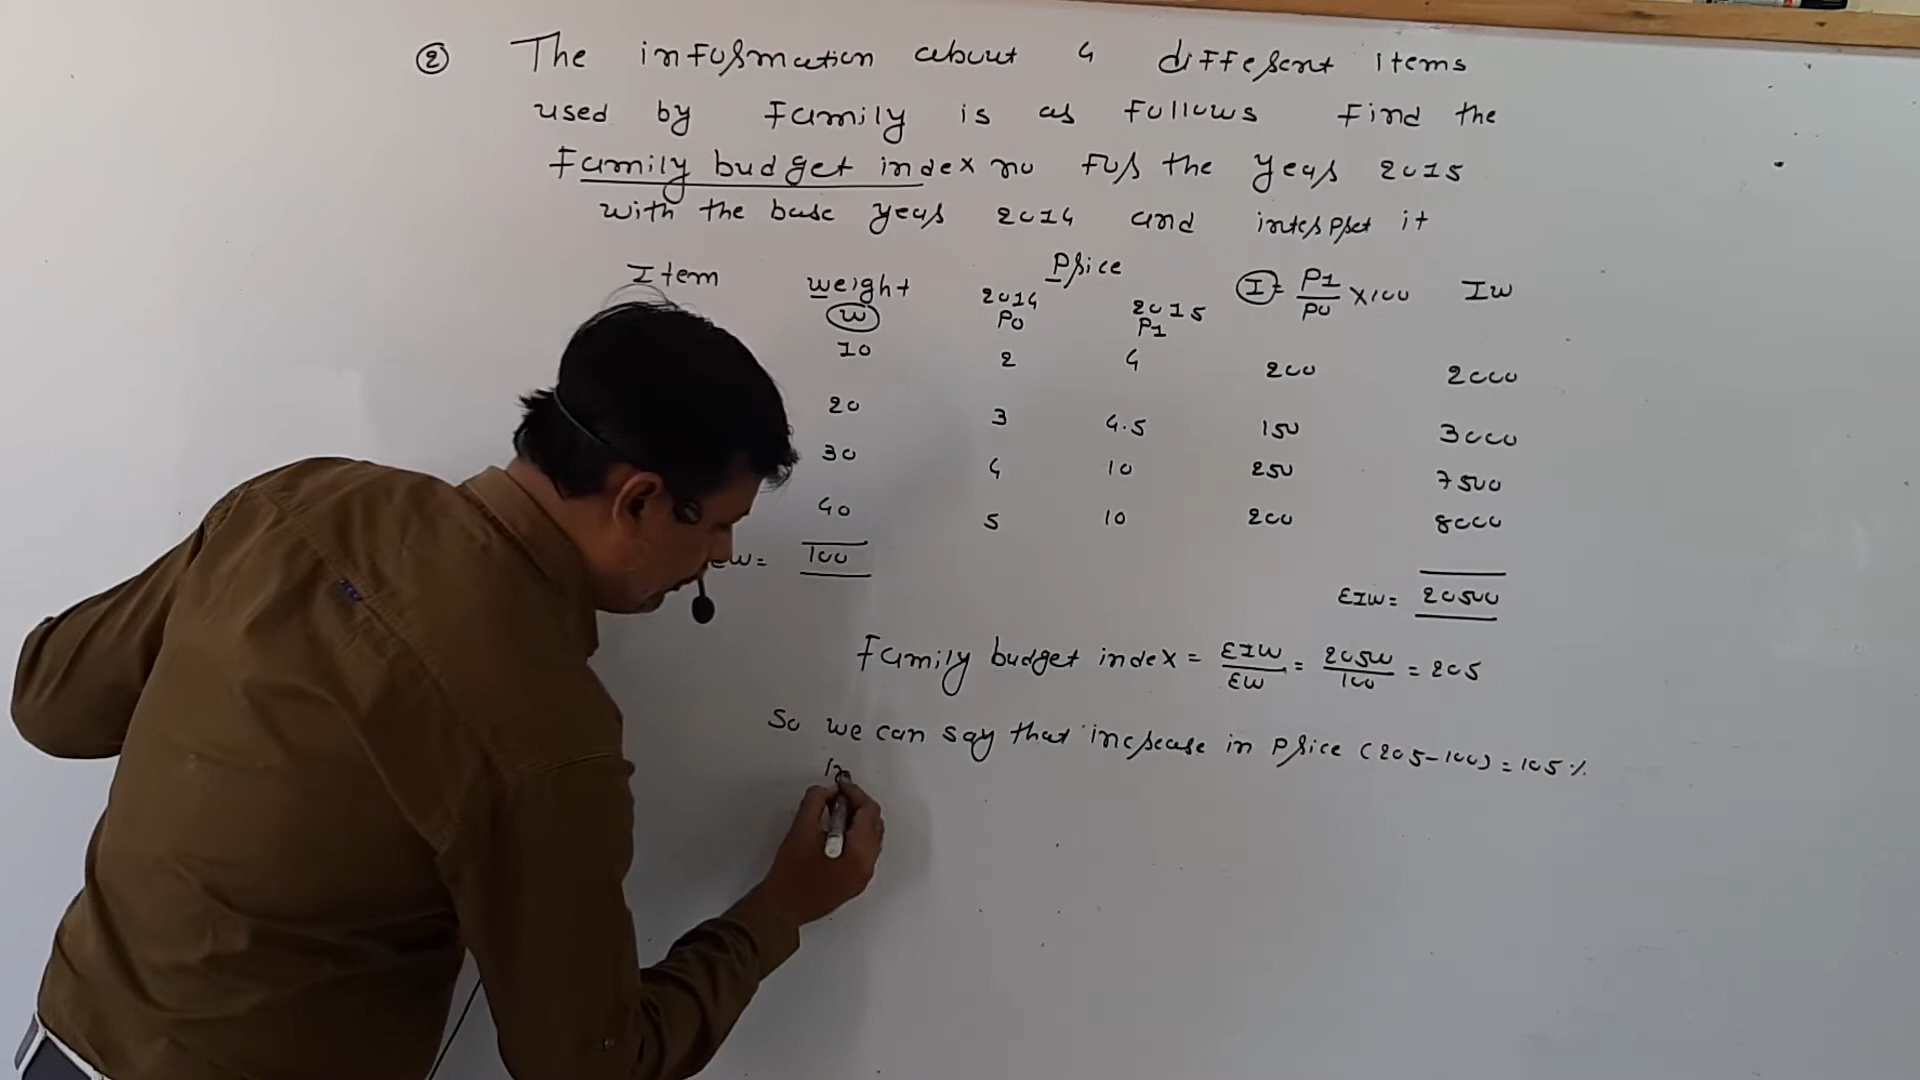 ② The information about 4 different items
used by Family is as follows Find the
Family budget index no for the year 2015
with the base year 2014 and interpret it
Item weight Price I = P1/P0 ×100 IW
w 2014 P0 2015 P1
10 2 4 200 2000
20 3 4.5 150 3000
30 4 10 250 7500
40 5 10 200 8000
ΣW = 100
ΣIW = 20500
Family budget index = ΣIW/ΣW = 20500/100 = 205
So we can say that increase in price (205-100) = 105%
in